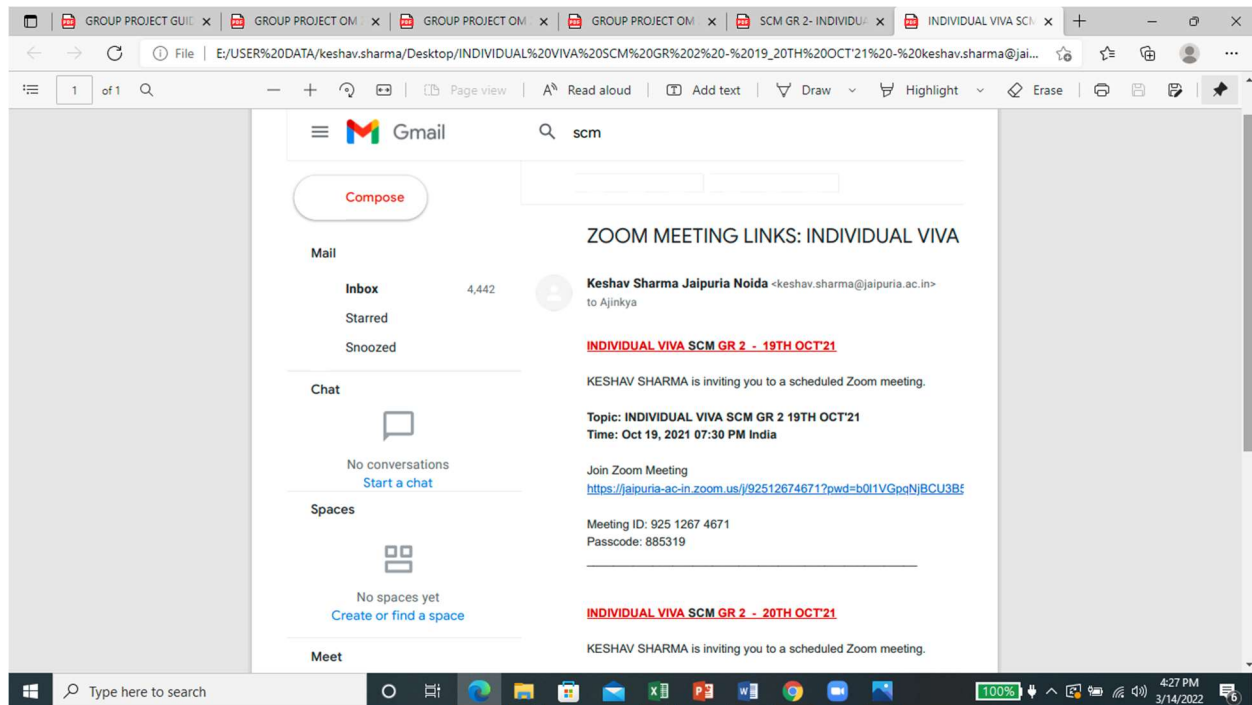 GROUP PROJECT GUID
GROUP PROJECT OM
GROUP PROJECT OM
GROUP PROJECT OM
SCM GR 2- INDIVIDU
INDIVIDUAL VIVA SCM
File
E:/USER%20DATA/keshav.sharma/Desktop/INDIVIDUAL%20VIVA%20SCM%20GR%202%20-%2019_20TH%20OCT'21%20-%20keshav.sharma@jai...
1 of 1
Page view
Read aloud
Add text
Draw
Highlight
Erase
Gmail
scm
Compose
Mail
Inbox 4,442
Starred
Snoozed
Chat
No conversations
Start a chat
Spaces
No spaces yet
Create or find a space
Meet
ZOOM MEETING LINKS: INDIVIDUAL VIVA
Keshav Sharma Jaipuria Noida <keshav.sharma@jaipuria.ac.in>
to Ajinkya
INDIVIDUAL VIVA SCM GR 2 - 19TH OCT'21
KESHAV SHARMA is inviting you to a scheduled Zoom meeting.
Topic: INDIVIDUAL VIVA SCM GR 2 19TH OCT'21
Time: Oct 19, 2021 07:30 PM India
Join Zoom Meeting
https://jaipuria-ac-in.zoom.us/j/92512674671?pwd=b0I1VGpqNjBCU3B5
Meeting ID: 925 1267 4671
Passcode: 885319
INDIVIDUAL VIVA SCM GR 2 - 20TH OCT'21
KESHAV SHARMA is inviting you to a scheduled Zoom meeting.
Type here to search
100%
4:27 PM
3/14/2022
6